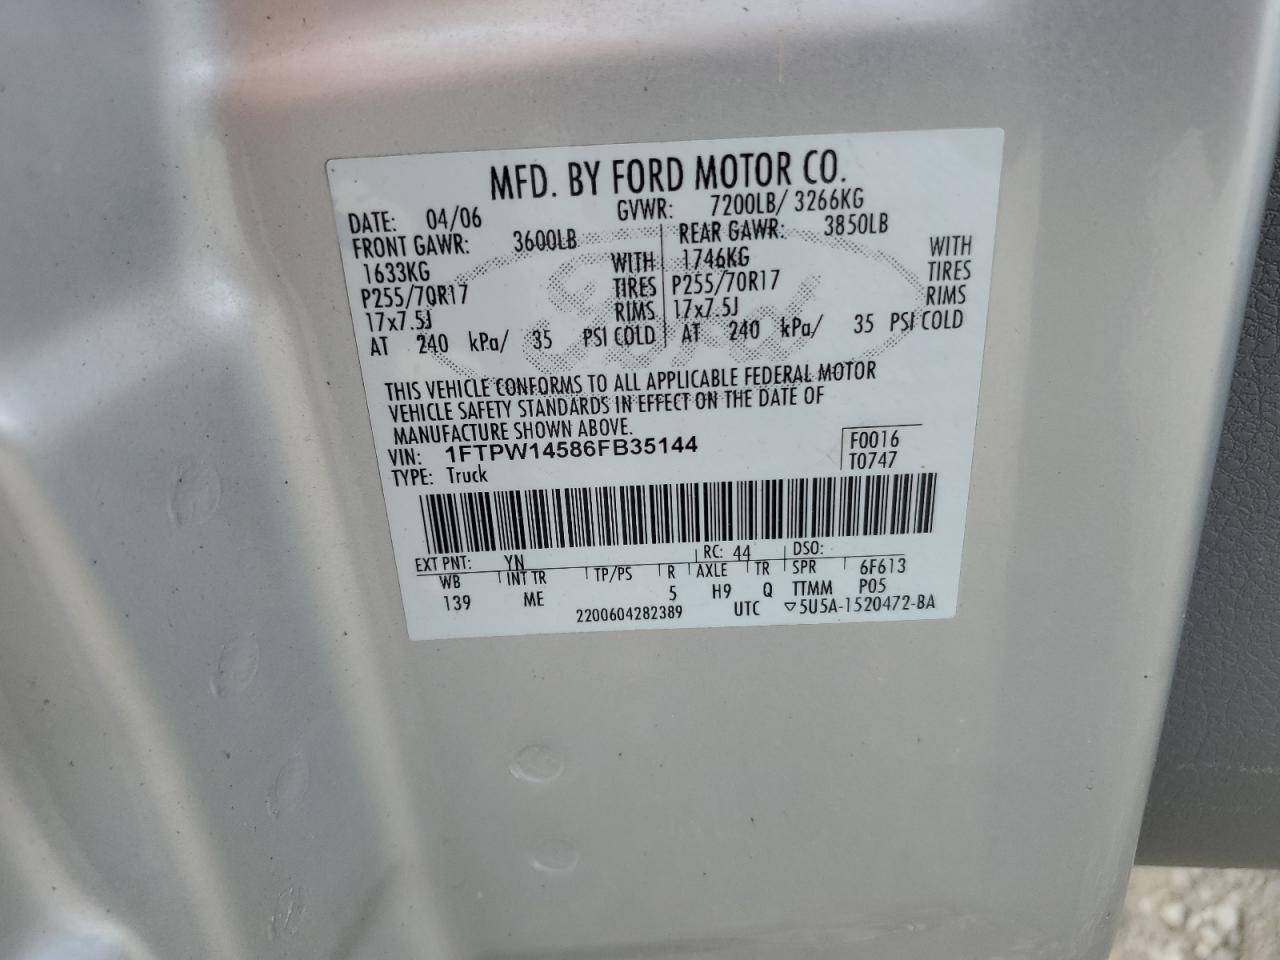 MFD. BY FORD MOTOR CO.
DATE: 04/06 GVWR: 7200LB/ 3266KG
FRONT GAWR: 3600LB REAR GAWR: 3850LB
1633KG WITH 1746KG WITH
P255/70R17 TIRES P255/70R17 TIRES
17x7.5J RIMS 17x7.5J RIMS
AT 240 kPa/ 35 PSI COLD AT 240 kPa/ 35 PSI COLD
THIS VEHICLE CONFORMS TO ALL APPLICABLE FEDERAL MOTOR
VEHICLE SAFETY STANDARDS IN EFFECT ON THE DATE OF
MANUFACTURE SHOWN ABOVE.
VIN: 1FTPW14586FB35144 F0016
TYPE: Truck T0747
EXT PNT: YN RC: 44 DSO:
WB INT TR TP/PS R AXLE TR SPR 6F613
139 ME 5 H9 Q TTMM P05
2200604282389 UTC ▽5U5A-1520472-BA
Ford